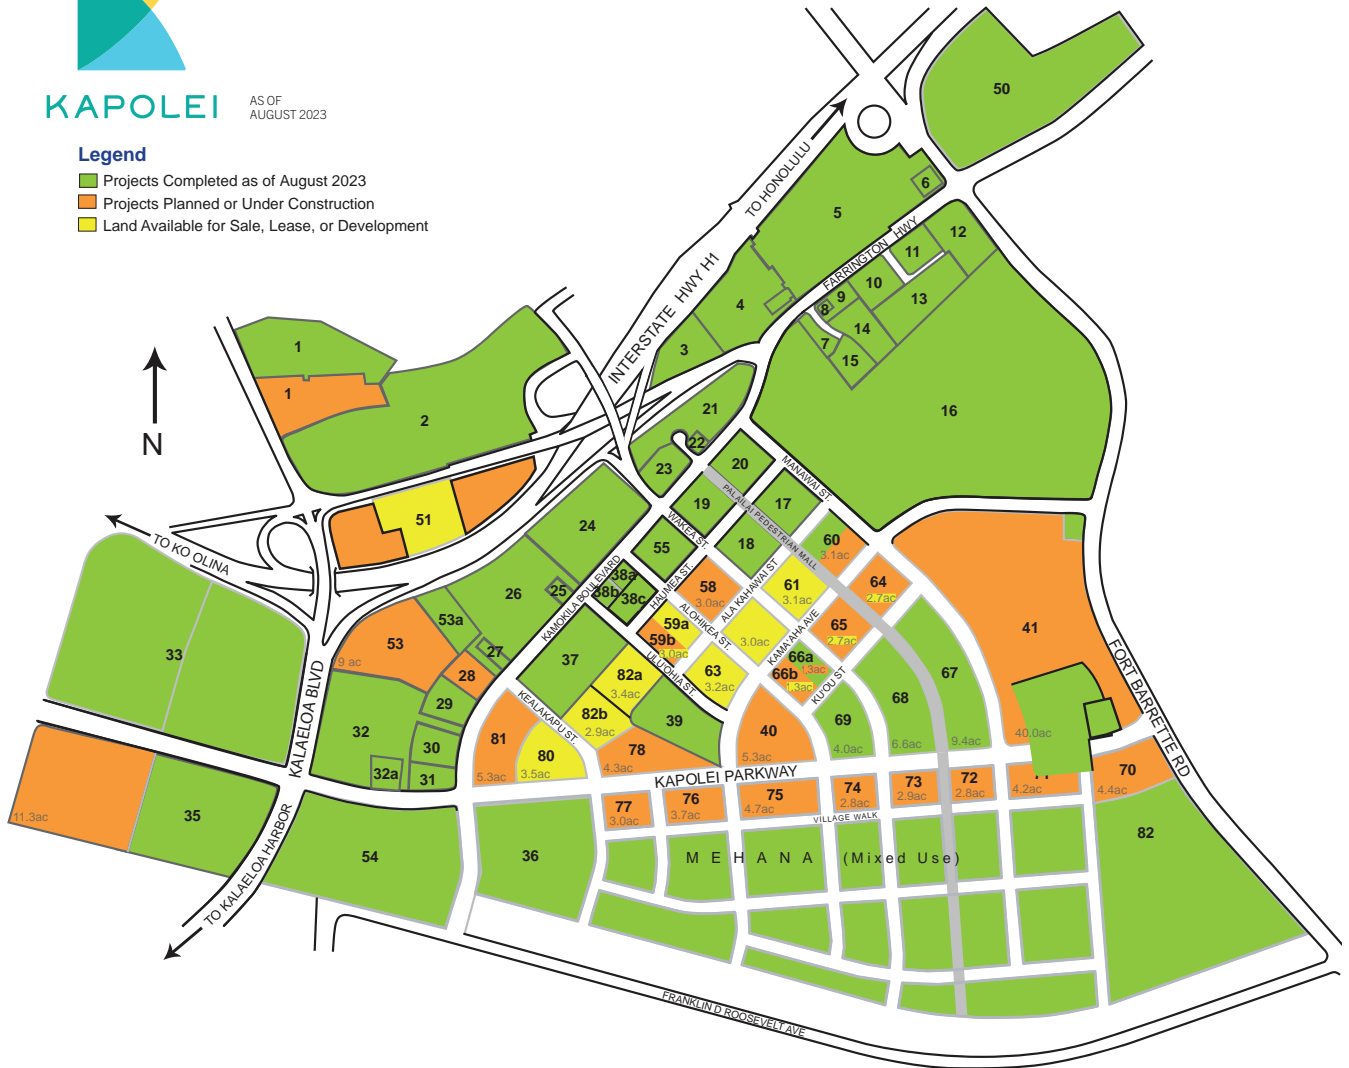 KAPOLEI
AS OF
AUGUST 2023
Legend
Projects Completed as of August 2023
Projects Planned or Under Construction
Land Available for Sale, Lease, or Development
N
TO HONOLULU
INTERSTATE HWY H1
FARRINGTON HWY
50
6
5
12
11
10
9
8
13
14
7
15
4
3
16
1
1
2
21
22
23
20
MANAWAI ST.
PALAILAI PEDESTRIAN MALL
19
17
18
WAKEA ST.
51
24
55
60
3.1ac
TO KO OLINA
26
25
KAMOKILA BOULEVARD
38a
38b
38c
HAUMEA ST.
58
3.0ac
ALOHIKEA ST.
ALA KAHAWAI ST
61
3.1ac
64
2.7ac
41
40.0ac
53a
53
9 ac
59a
59b
3.0ac
3.0ac
KAMA'AHA AVE
65
2.7ac
FORT BARRETTE RD
33
KALAELOA BLVD
27
28
37
ULU'OHIA ST.
63
3.2ac
66a
1.3ac
66b
1.3ac
KU'OU ST
67
9.4ac
82a
3.4ac
29
KEALAKAPU ST.
82b
2.9ac
39
68
6.6ac
32
30
81
5.3ac
80
3.5ac
78
4.3ac
40
5.3ac
69
4.0ac
32a
31
KAPOLEI PARKWAY
77
3.0ac
76
3.7ac
75
4.7ac
74
2.8ac
73
2.9ac
72
2.8ac
4.2ac
70
4.4ac
VILLAGE WALK
11.3ac
35
TO KALAELOA HARBOR
54
36
MEHANA (Mixed Use)
82
FRANKLIN D ROOSEVELT AVE